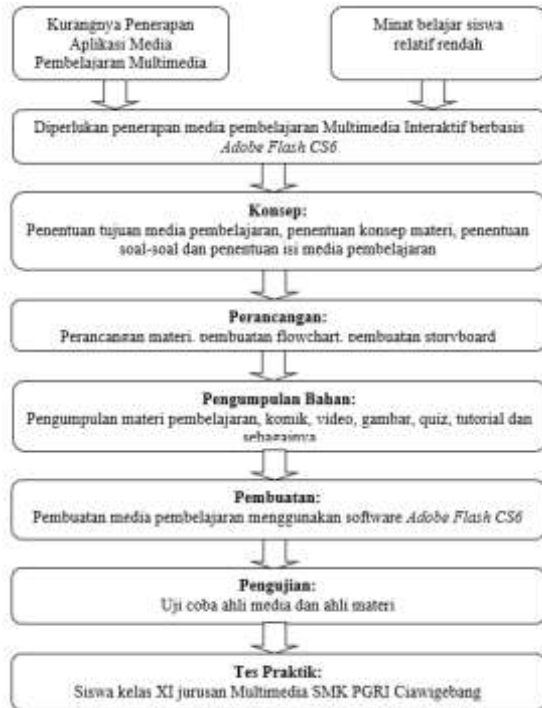 Kurangnya Penerapan
Aplikasi Media
Pembelajaran Multimedia
Minat belajar siswa
relatif rendah
Diperlukan penerapan media pembelajaran Multimedia Interaktif berbasis
Adobe Flash CS6
Konsep:
Penentuan tujuan media pembelajaran, penentuan konsep materi, penentuan
soal-soal dan penentuan isi media pembelajaran
Perancangan:
Perancangan materi, pembuatan flowchart, pembuatan storyboard
Pengumpulan Bahan:
Pengumpulan materi pembelajaran, komik, video, gambar, quiz, tutorial dan
sebagainya
Pembuatan:
Pembuatan media pembelajaran menggunakan software Adobe Flash CS6
Pengujian:
Uji coba ahli media dan ahli materi
Tes Praktik:
Siswa kelas XI jurusan Multimedia SMK PGRI Ciawigebang